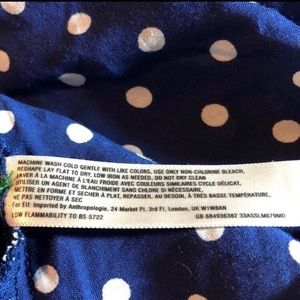 MACHINE WASH COLD GENTLE WITH LIKE COLORS, USE ONLY NON-CHLORINE BLEACH,
RESHAPE LAY FLAT TO DRY, LOW IRON AS NEEDED, DO NOT DRY CLEAN
LAVER À LA MACHINE À L'EAU FROIDE AVEC COULEURS SIMILAIRES CYCLE DÉLICAT,
UTILISER UN AGENT DE BLANCHIMENT SANS CHLORE SI NÉCESSAIRE,
METTRE EN FORME ET SÉCHER À PLAT, REPASSER, AU BESOIN, À TRÈS BASSE TEMPÉRATURE,
NE PAS NETTOYER À SEC
For EU: Imported by Anthropologie, 24 Market Pl, 3rd Fl, London, UK W1W8AN
LOW FLAMMABILITY TO BS 5722 GB 684936382 33ASSLM879MD